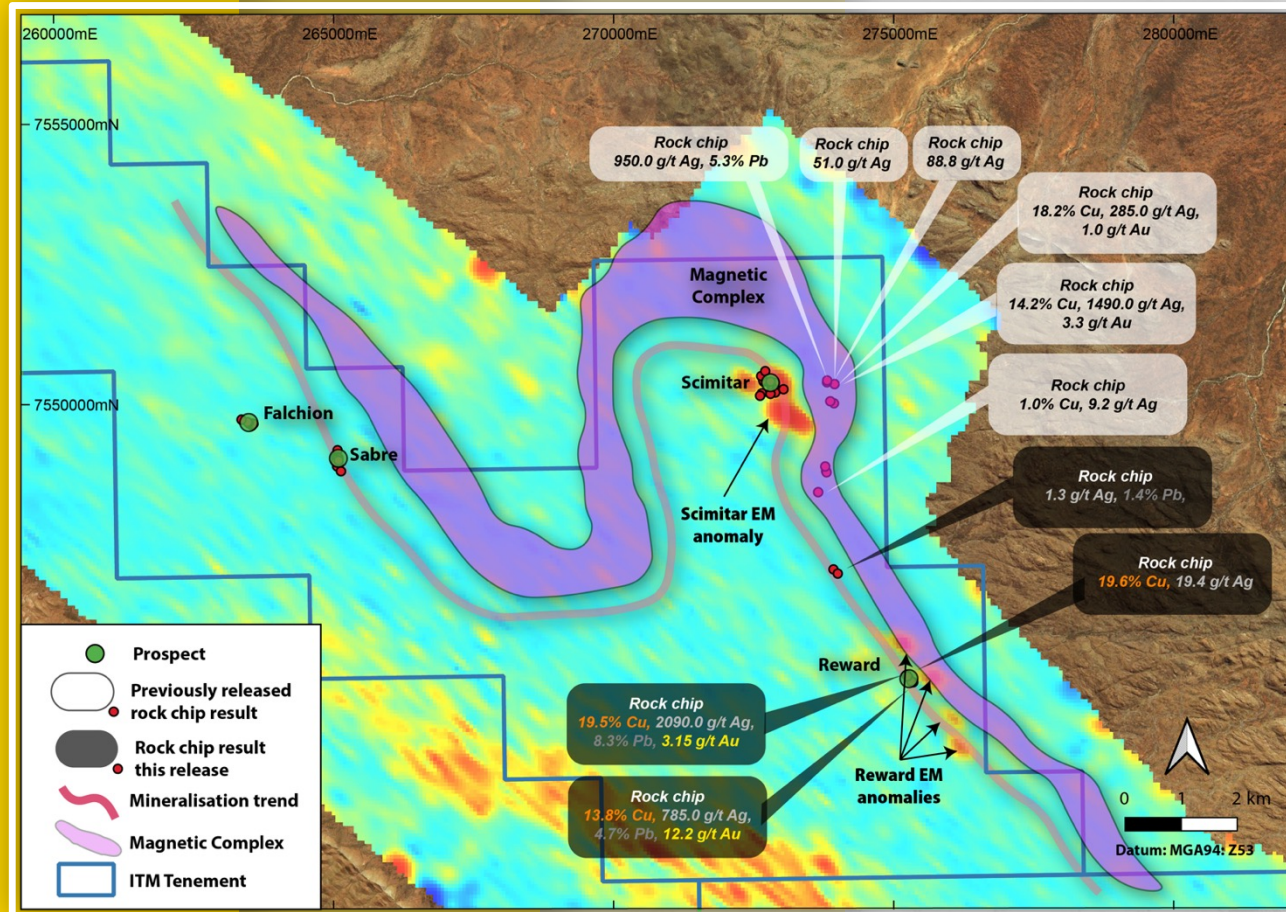 260000mE
265000mE
270000mE
275000mE
280000mE
7555000mN
7550000mN
Rock chip
950.0 g/t Ag, 5.3% Pb
Rock chip
51.0 g/t Ag
Rock chip
88.8 g/t Ag
Rock chip
18.2% Cu, 285.0 g/t Ag,
1.0 g/t Au
Rock chip
14.2% Cu, 1490.0 g/t Ag,
3.3 g/t Au
Rock chip
1.0% Cu, 9.2 g/t Ag
Rock chip
1.3 g/t Ag, 1.4% Pb,
Rock chip
19.6% Cu, 19.4 g/t Ag
Magnetic
Complex
Scimitar
Falchion
Sabre
Scimitar EM
anomaly
Reward
Rock chip
19.5% Cu, 2090.0 g/t Ag,
8.3% Pb, 3.15 g/t Au
Rock chip
13.8% Cu, 785.0 g/t Ag,
4.7% Pb, 12.2 g/t Au
Reward EM
anomalies
Prospect
Previously released
rock chip result
Rock chip result
this release
Mineralisation trend
Magnetic Complex
ITM Tenement
0 1 2 km
Datum: MGA94: Z53